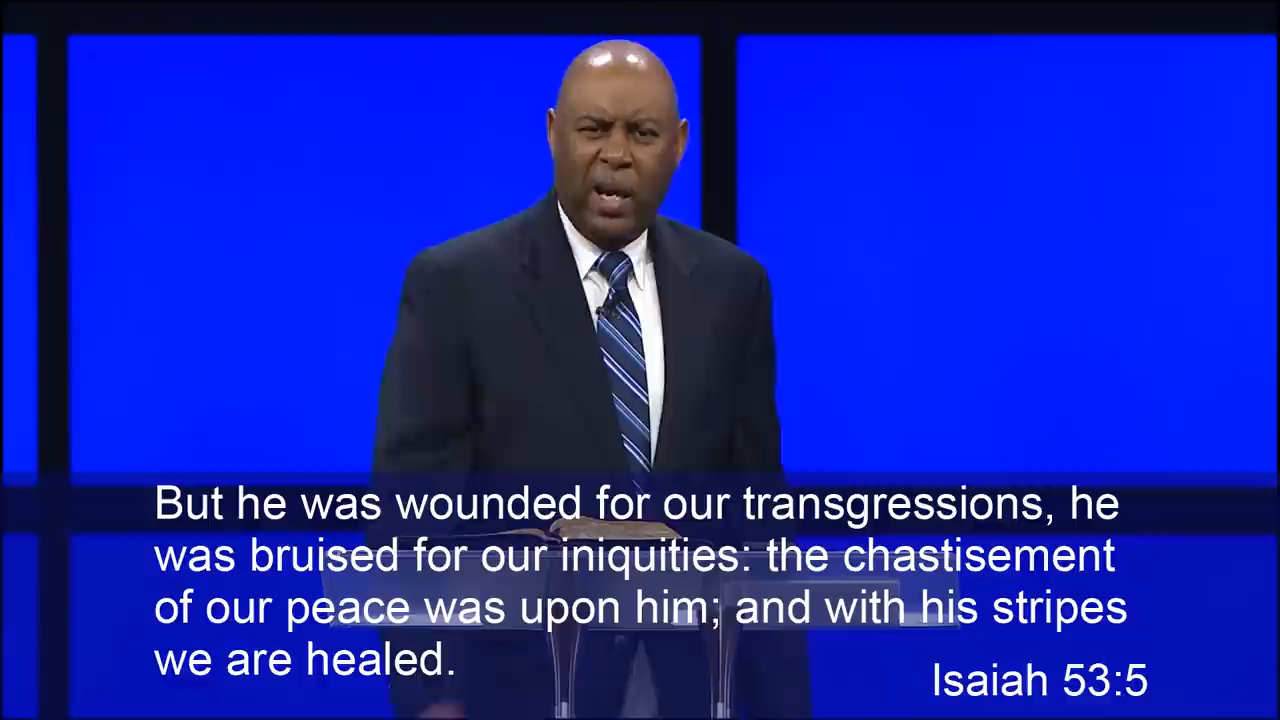 But he was wounded for our transgressions, he
was bruised for our iniquities: the chastisement
of our peace was upon him; and with his stripes
we are healed.
Isaiah 53:5